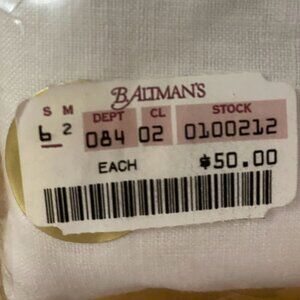 B. ALTMAN'S
S M DEPT CL STOCK
6 2 084 02 0100212
EACH $50.00